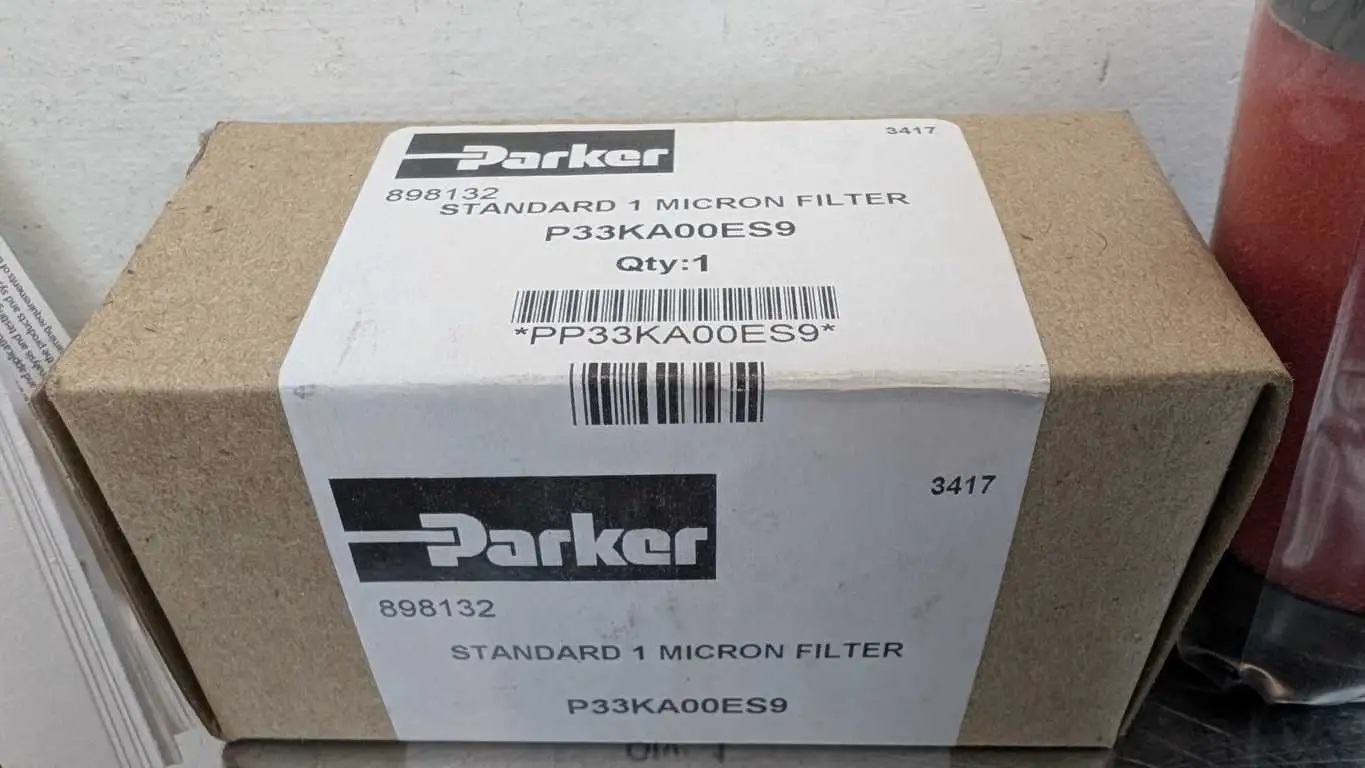 Parker
3417
898132
STANDARD 1 MICRON FILTER
P33KA00ES9
Qty:1
*PP33KA00ES9*
Parker
3417
898132
STANDARD 1 MICRON FILTER
P33KA00ES9